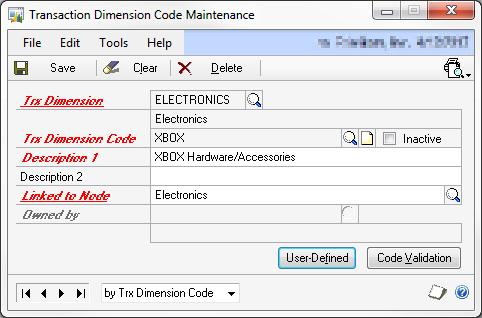 Transaction Dimension Code Maintenance
File Edit Tools Help
Save Clear Delete
Trx Dimension ELECTRONICS
Electronics
Trx Dimension Code XBOX Inactive
Description 1 XBOX Hardware/Accessories
Description 2
Linked to Node Electronics
Owned by
User-Defined Code Validation
by Trx Dimension Code